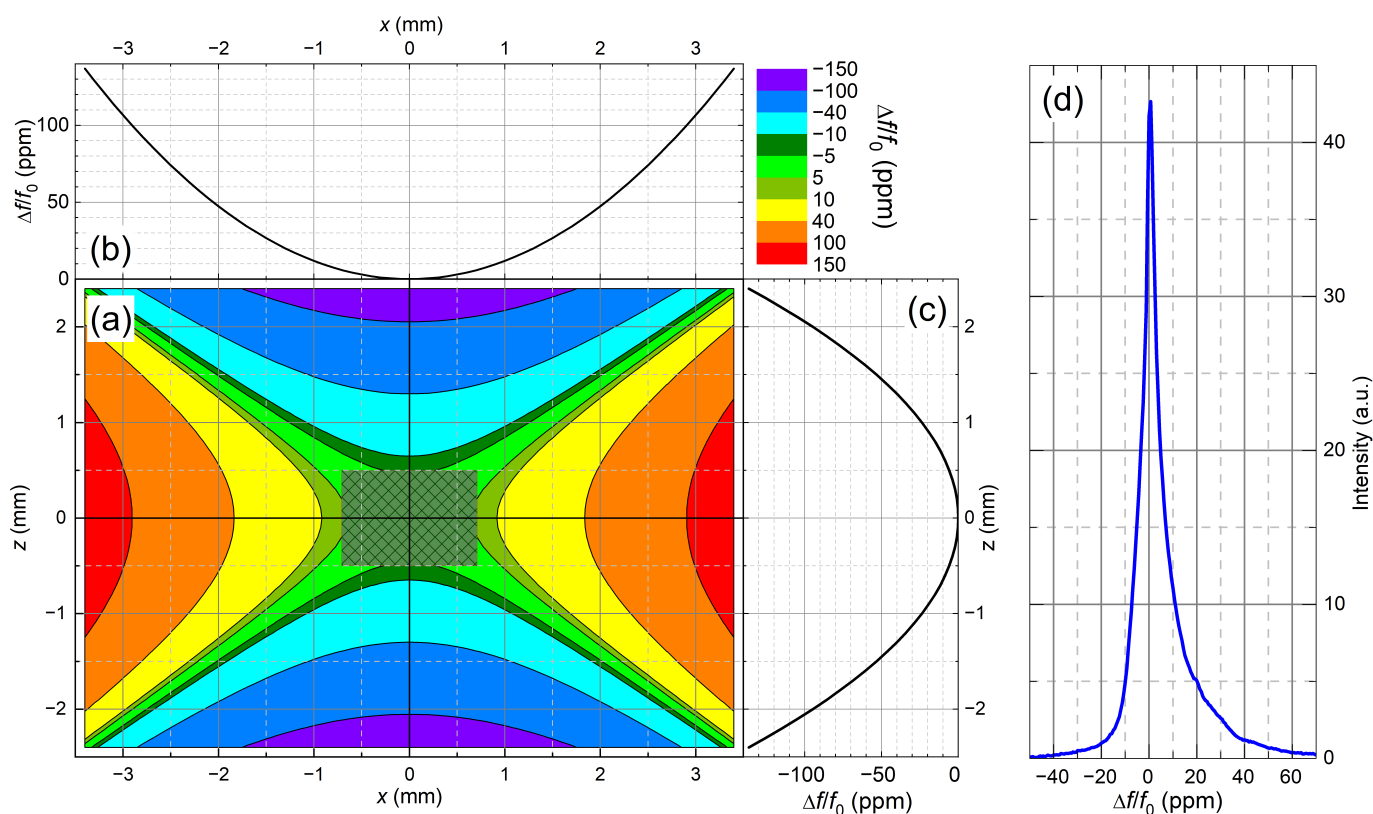 x (mm)
−3 −2 −1 0 1 2 3
Δf/f0 (ppm)
100
50
0
(b)
−150
−100
−40
−10
−5
5
10
40
100
150
Δf/f0 (ppm)
(a)
z (mm)
2
1
0
−1
−2
−3 −2 −1 0 1 2 3
x (mm)
(c)
2
1
0
−1
−2
z (mm)
−100 −50 0
Δf/f0 (ppm)
(d)
40
30
20
10
0
Intensity (a.u.)
−40 −20 0 20 40 60
Δf/f0 (ppm)